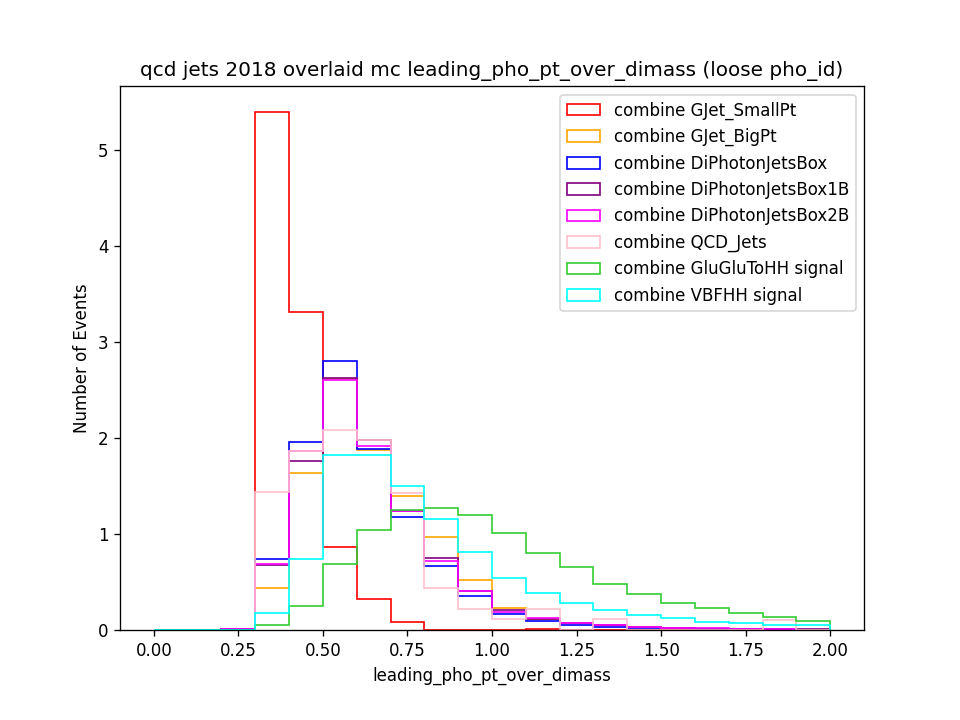 qcd jets 2018 overlaid mc leading_pho_pt_over_dimass (loose pho_id)
combine GJet_SmallPt
combine GJet_BigPt
combine DiPhotonJetsBox
combine DiPhotonJetsBox1B
combine DiPhotonJetsBox2B
combine QCD_Jets
combine GluGluToHH signal
combine VBFHH signal
Number of Events
5
4
3
2
1
0
0.00 0.25 0.50 0.75 1.00 1.25 1.50 1.75 2.00
leading_pho_pt_over_dimass